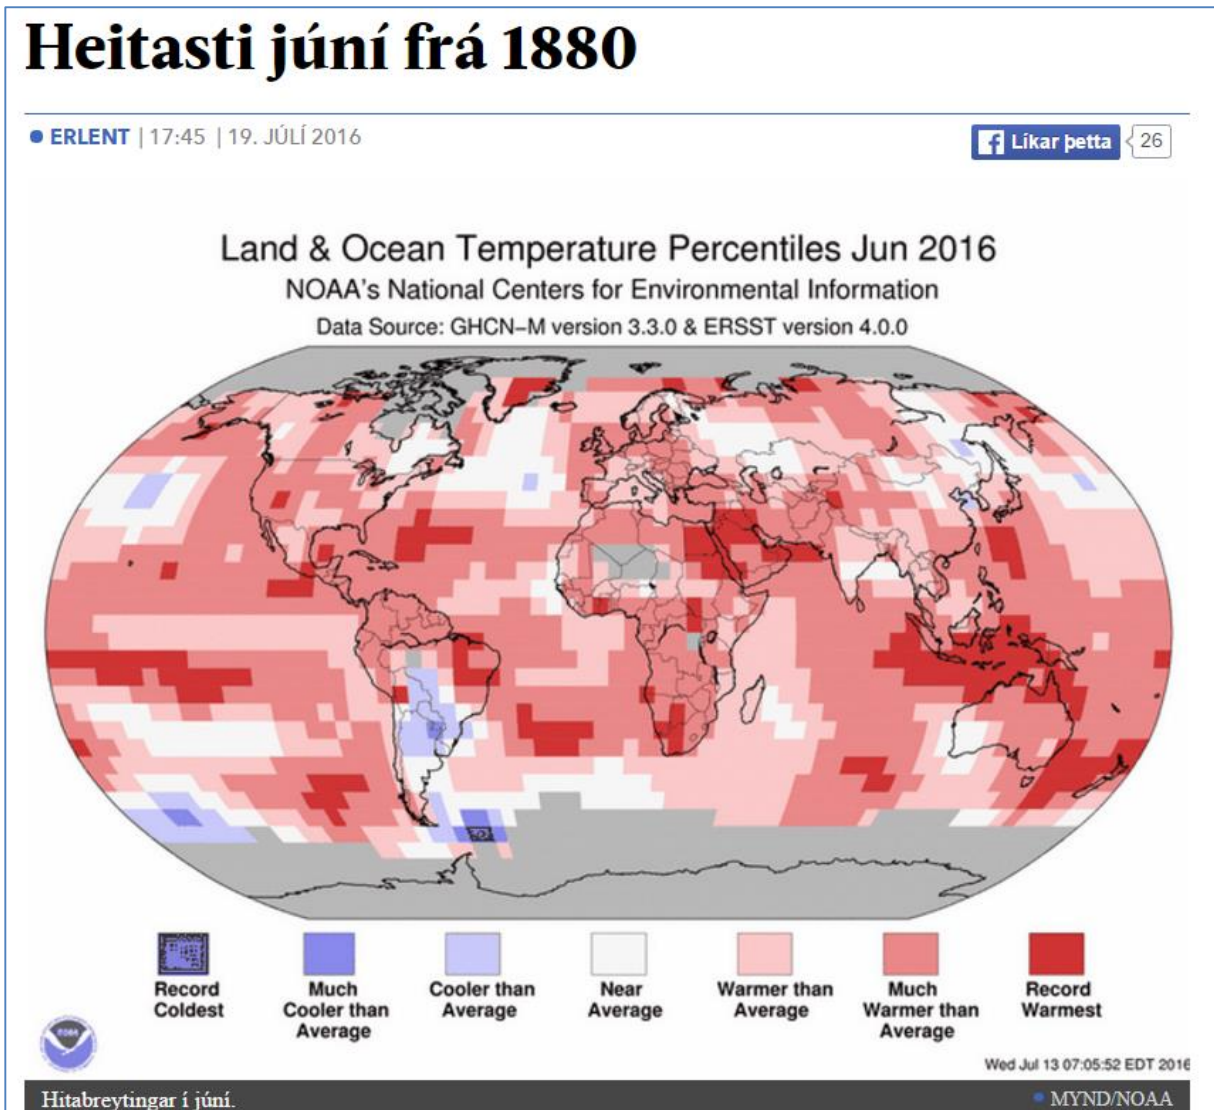 Heitasti júní frá 1880
ERLENT | 17:45 | 19. JÚLÍ 2016
Líkar þetta 26
Land & Ocean Temperature Percentiles Jun 2016
NOAA's National Centers for Environmental Information
Data Source: GHCN–M version 3.3.0 & ERSST version 4.0.0
Record Coldest
Much Cooler than Average
Cooler than Average
Near Average
Warmer than Average
Much Warmer than Average
Record Warmest
NOAA
Wed Jul 13 07:05:52 EDT 2016
Hitabreytingar í júní.
MYND/NOAA